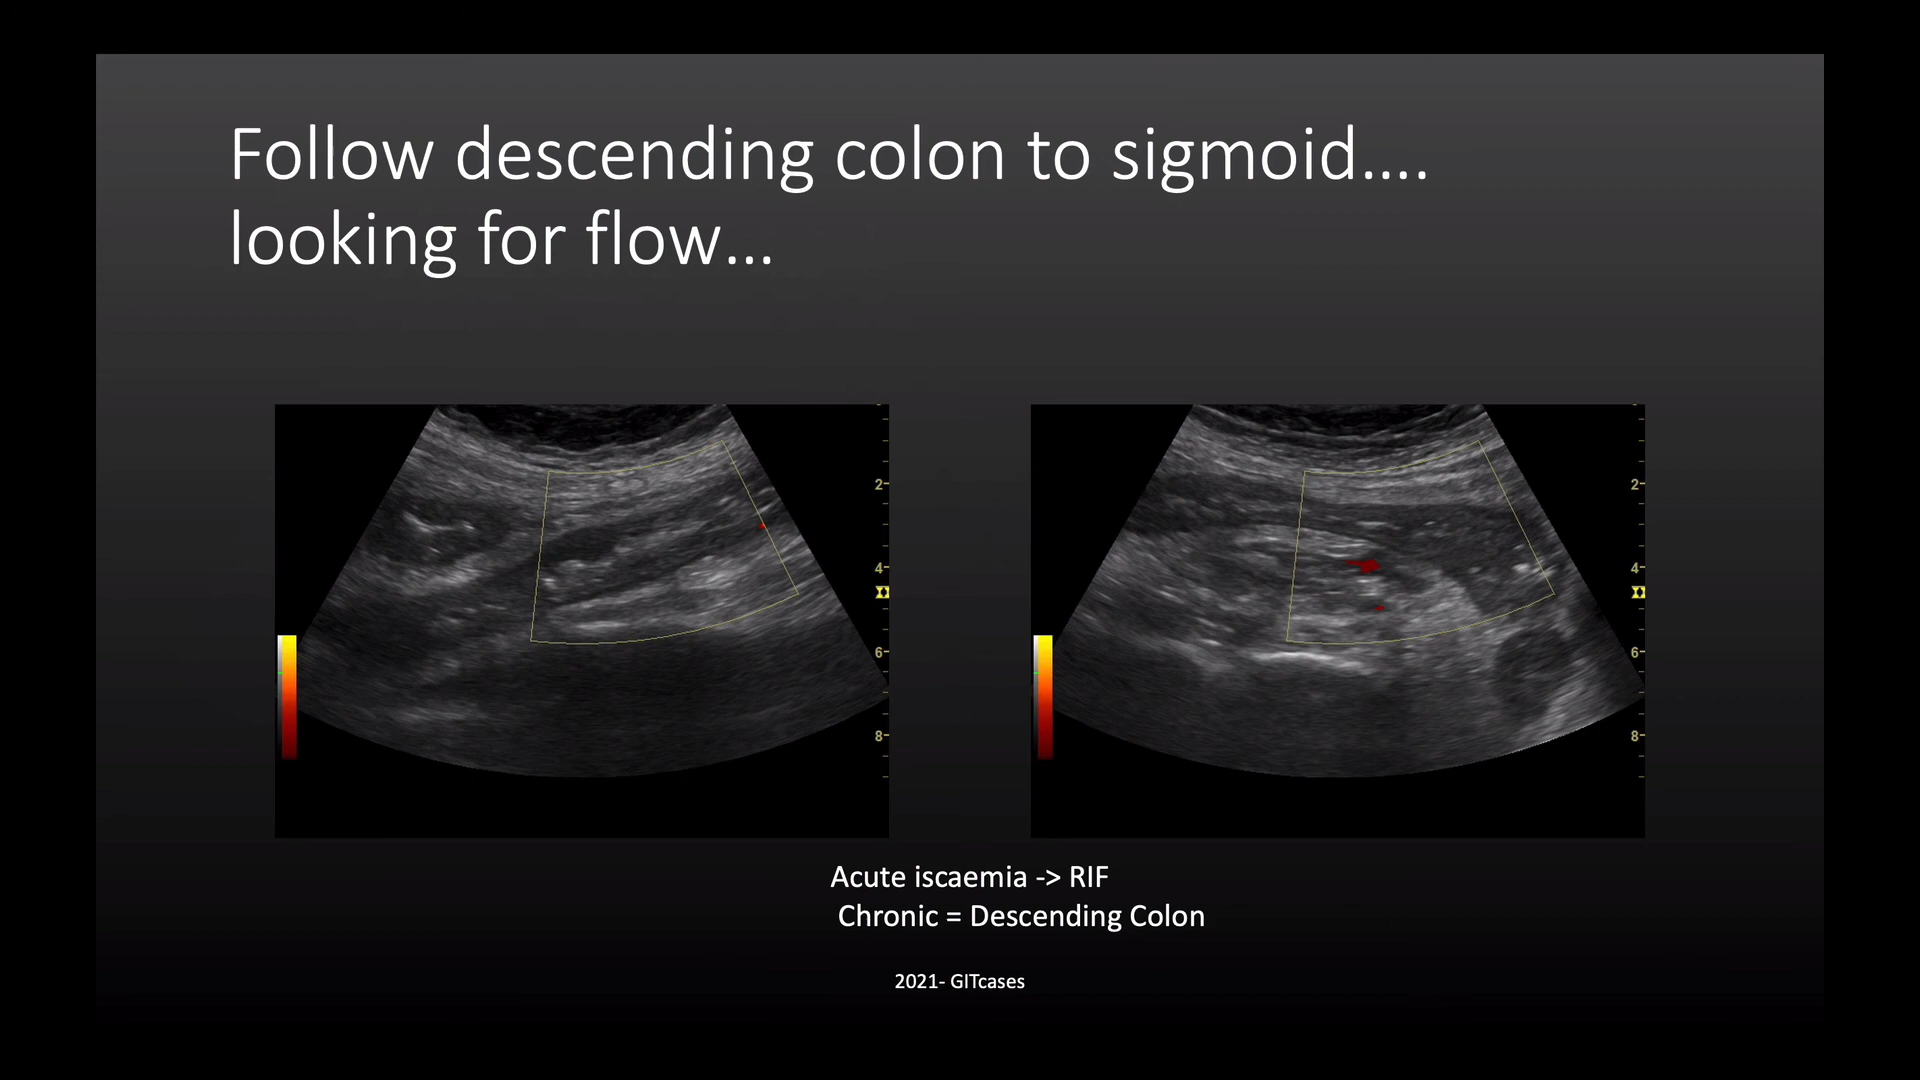 Follow descending colon to sigmoid....
looking for flow...
2-
4-
6-
8-
2-
4-
6-
8-
Acute iscaemia -> RIF
Chronic = Descending Colon
2021- GITcases